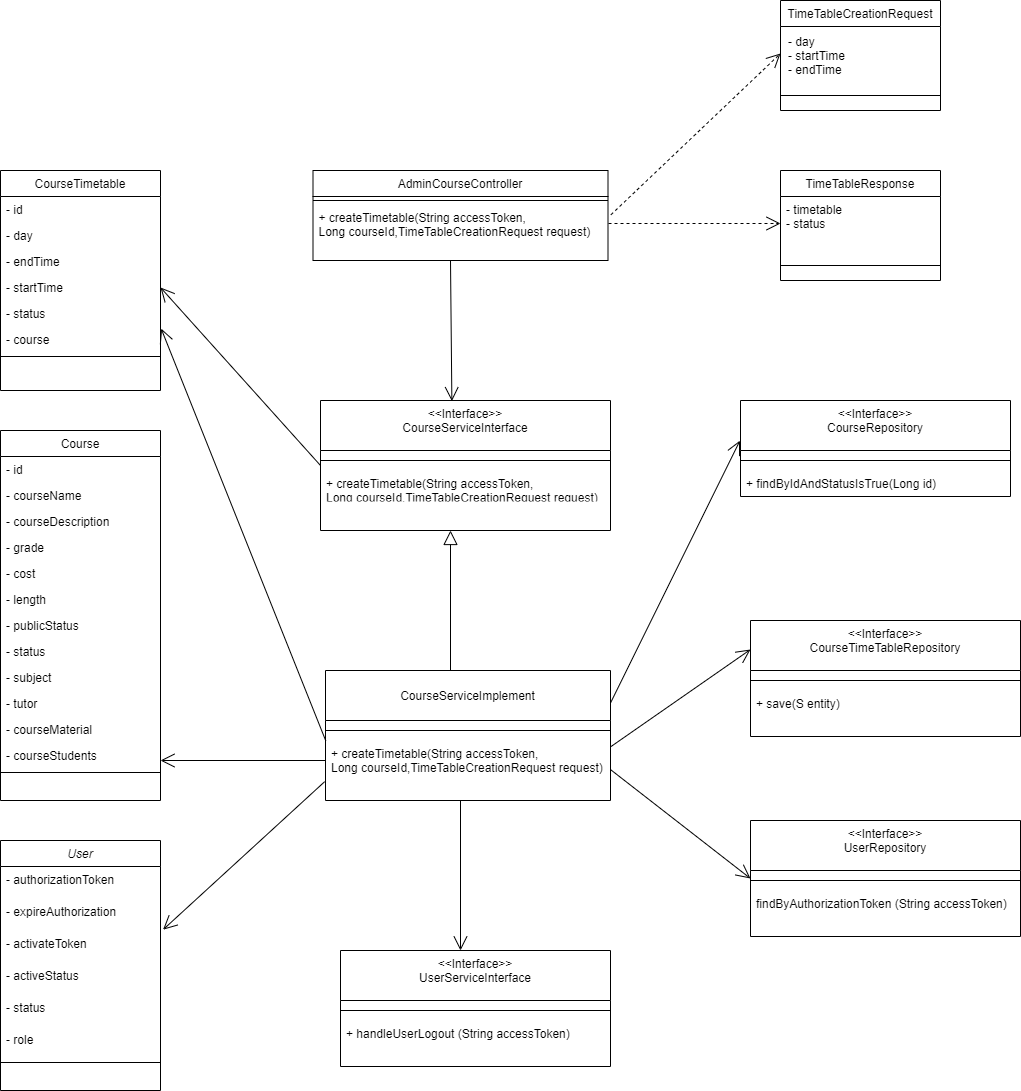 TimeTableCreationRequest
- day
- startTime
- endTime
CourseTimetable
- id
- day
- endTime
- startTime
- status
- course
AdminCourseController
+ createTimetable(String accessToken,
Long courseId,TimeTableCreationRequest request)
TimeTableResponse
- timetable
- status
<<Interface>>
CourseServiceInterface
+ createTimetable(String accessToken,
Long courseId,TimeTableCreationRequest request)
<<Interface>>
CourseRepository
+ findByIdAndStatusIsTrue(Long id)
Course
- id
- courseName
- courseDescription
- grade
- cost
- length
- publicStatus
- status
- subject
- tutor
- courseMaterial
- courseStudents
CourseServiceImplement
+ createTimetable(String accessToken,
Long courseId,TimeTableCreationRequest request)
<<Interface>>
CourseTimeTableRepository
+ save(S entity)
<<Interface>>
UserRepository
findByAuthorizationToken (String accessToken)
User
- authorizationToken
- expireAuthorization
- activateToken
- activeStatus
- status
- role
<<Interface>>
UserServiceInterface
+ handleUserLogout (String accessToken)